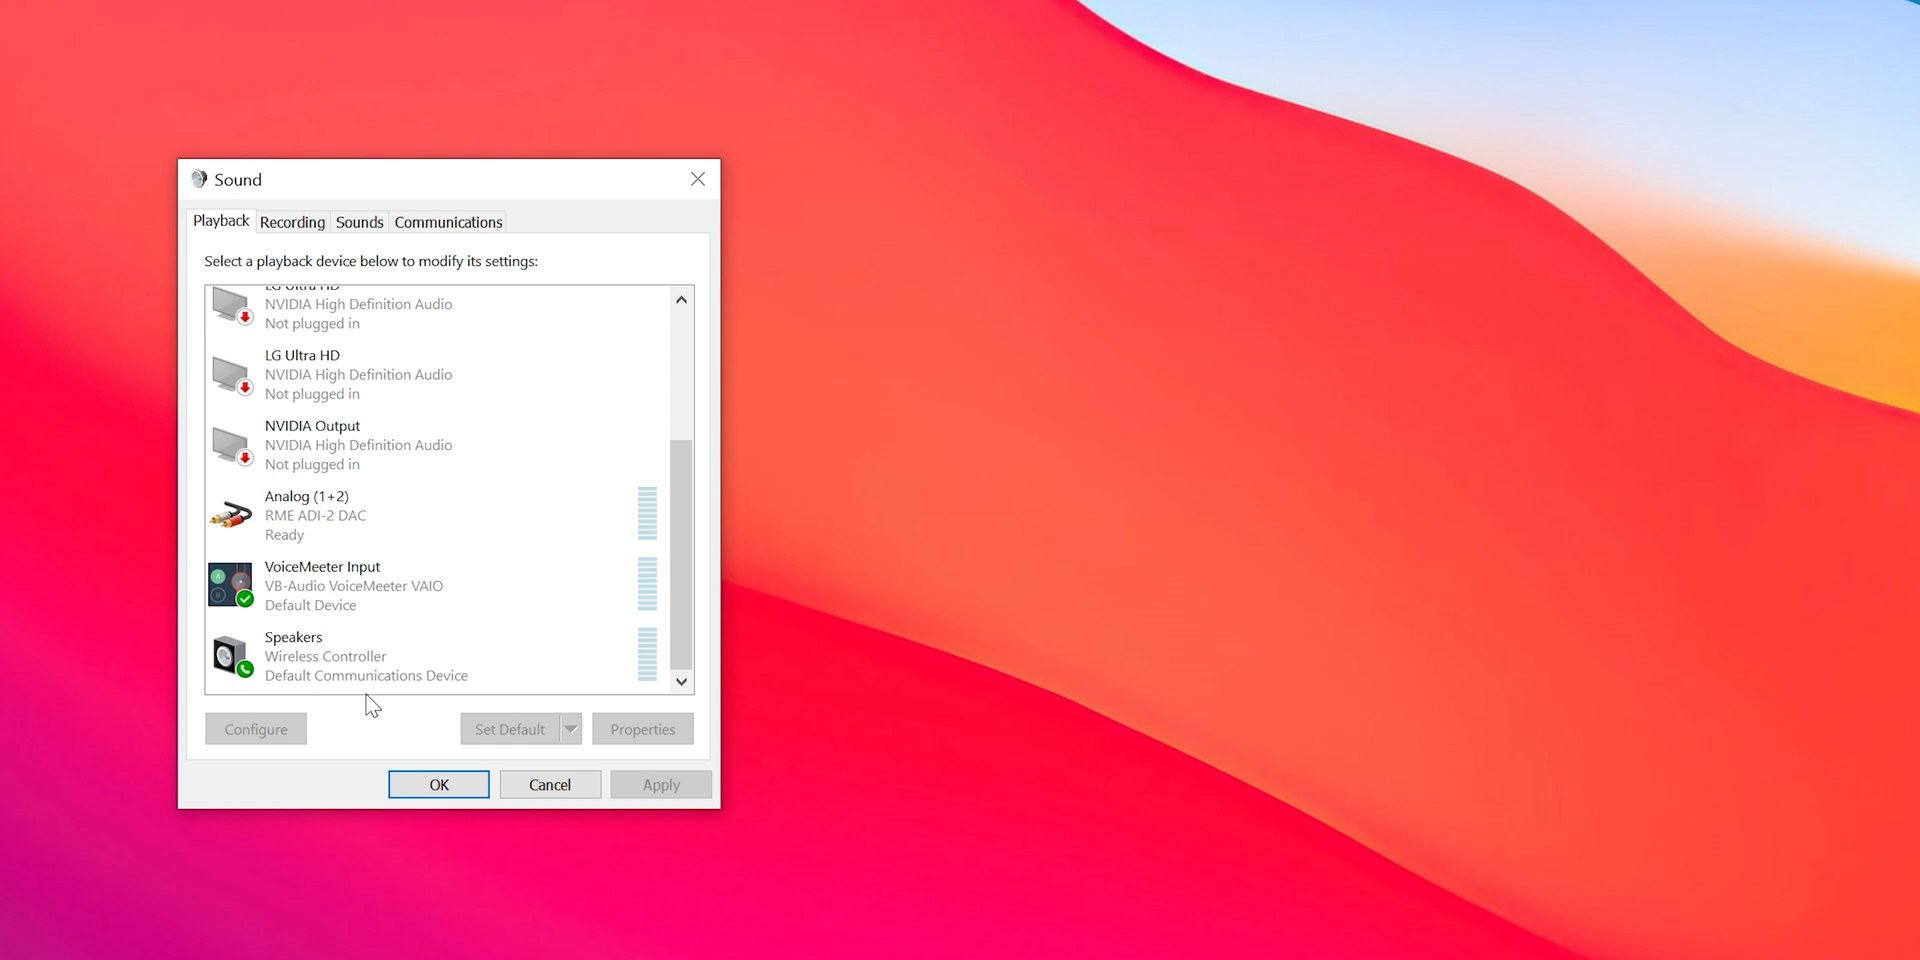 Sound
Playback
Recording
Sounds
Communications
Select a playback device below to modify its settings:
LG Ultra HD
NVIDIA High Definition Audio
Not plugged in
LG Ultra HD
NVIDIA High Definition Audio
Not plugged in
NVIDIA Output
NVIDIA High Definition Audio
Not plugged in
Analog (1+2)
RME ADI-2 DAC
Ready
VoiceMeeter Input
VB-Audio VoiceMeeter VAIO
Default Device
Speakers
Wireless Controller
Default Communications Device
Configure
Set Default
Properties
OK
Cancel
Apply